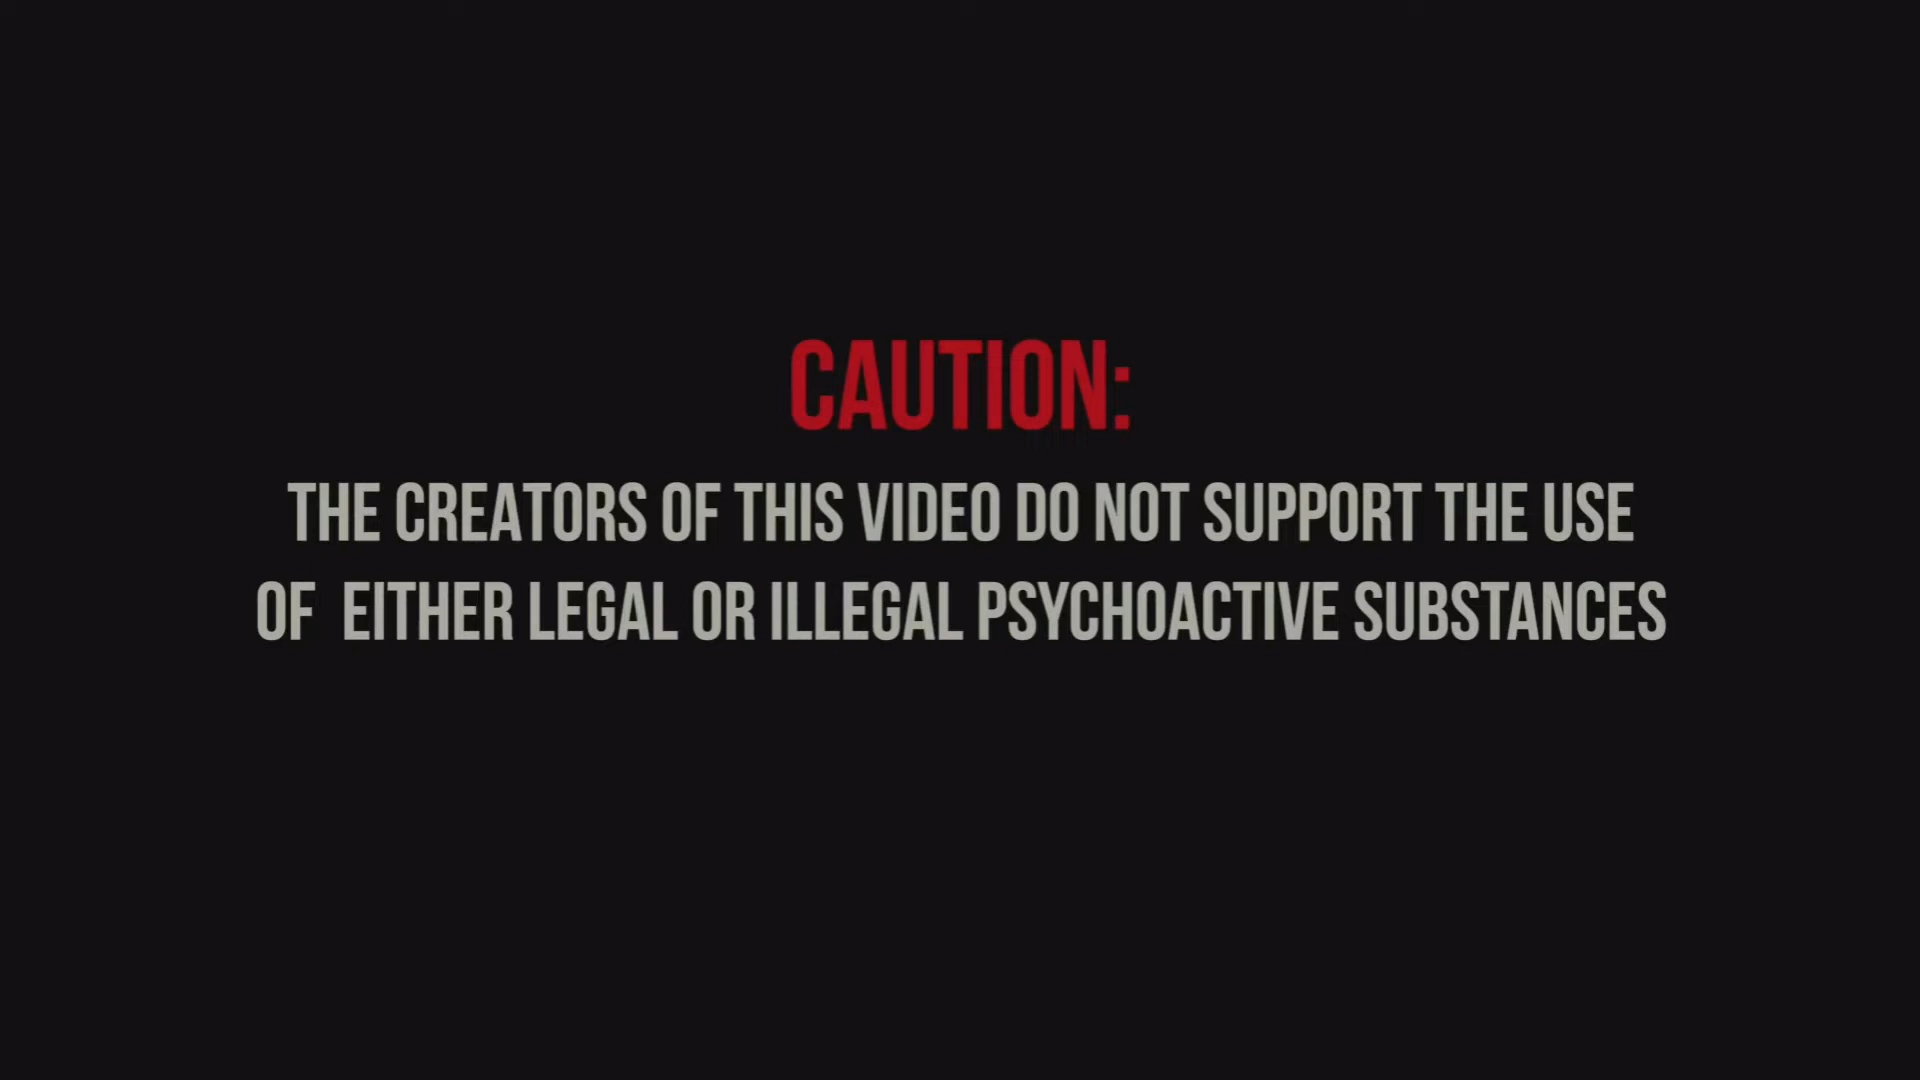 CAUTION:
THE CREATORS OF THIS VIDEO DO NOT SUPPORT THE USE
OF  EITHER LEGAL OR ILLEGAL PSYCHOACTIVE SUBSTANCES